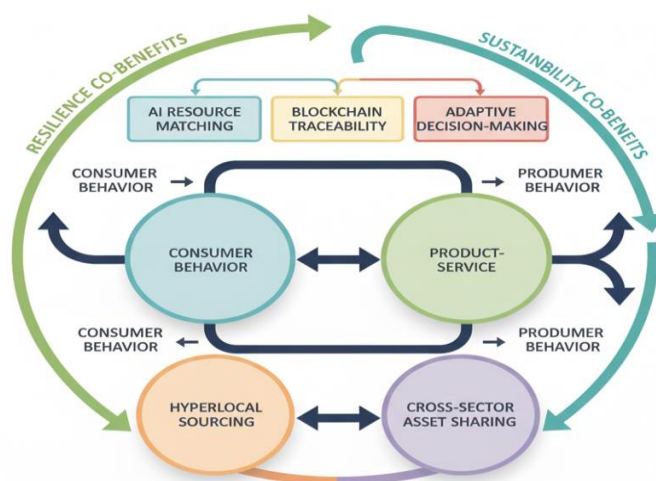 RESILIENCE CO-BENEFITS
SUSTAINBILITY CO-BENEITS
AI RESOURCE
MATCHING
BLOCKCHAIN
TRACEABILITY
ADAPTIVE
DECISION-MAKING
CONSUMER
BEHAVIOR
PRODUMER
BEHAVIOR
CONSUMER
BEHAVIOR
PRODUCT-
SERVICE
CONSUMER
BEHAVIOR
PRODUMER
BEHAVIOR
HYPERLOCAL
SOURCING
CROSS-SECTOR
ASSET SHARING